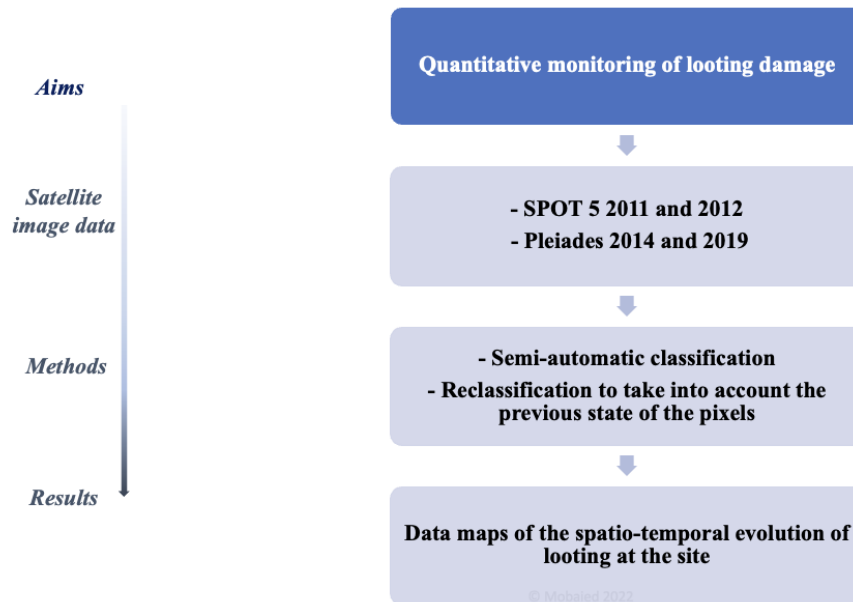 Quantitative monitoring of looting damage
Aims
Satellite
image data
- SPOT 5 2011 and 2012
- Pleiades 2014 and 2019
Methods
- Semi-automatic classification
- Reclassification to take into account the
previous state of the pixels
Results
Data maps of the spatio-temporal evolution of
looting at the site
© Mobaled 2022